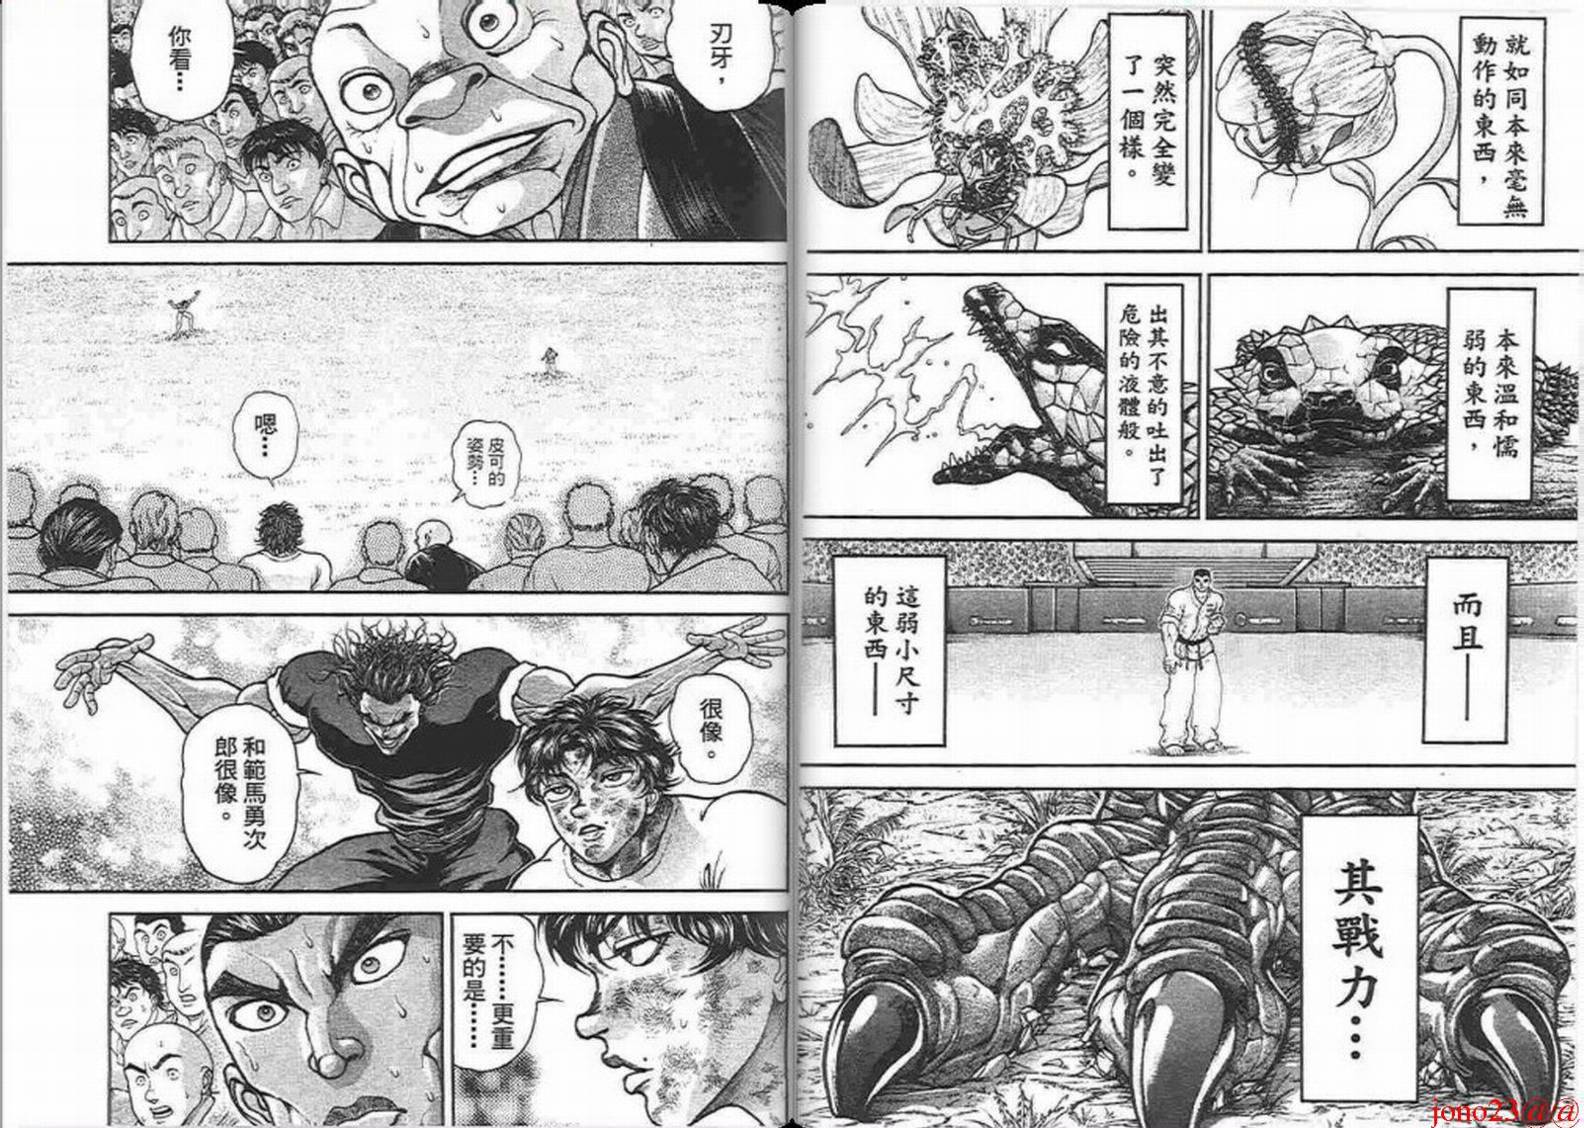 就如同本來毫無
動作的東西，
突然完全變
了一個樣。
本來溫和懦
弱的東西，
出其不意的吐出了
危險的液體般。
而且——
這弱小尺寸
的東西——
其戰力…
刃牙，
你看…
皮可的
姿勢…
嗯…
很像。
和範馬勇次
郎很像。
不……更重
要的是……
jono23@@